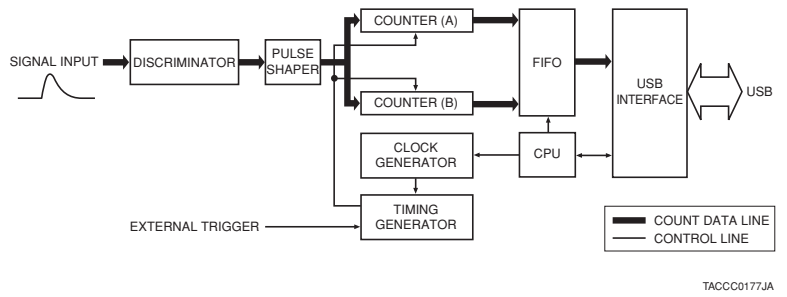 SIGNAL INPUT
DISCRIMINATOR
PULSE
SHAPER
COUNTER (A)
COUNTER (B)
FIFO
USB
INTERFACE
USB
CLOCK
GENERATOR
CPU
TIMING
GENERATOR
EXTERNAL TRIGGER
COUNT DATA LINE
CONTROL LINE
TACCC0177JA